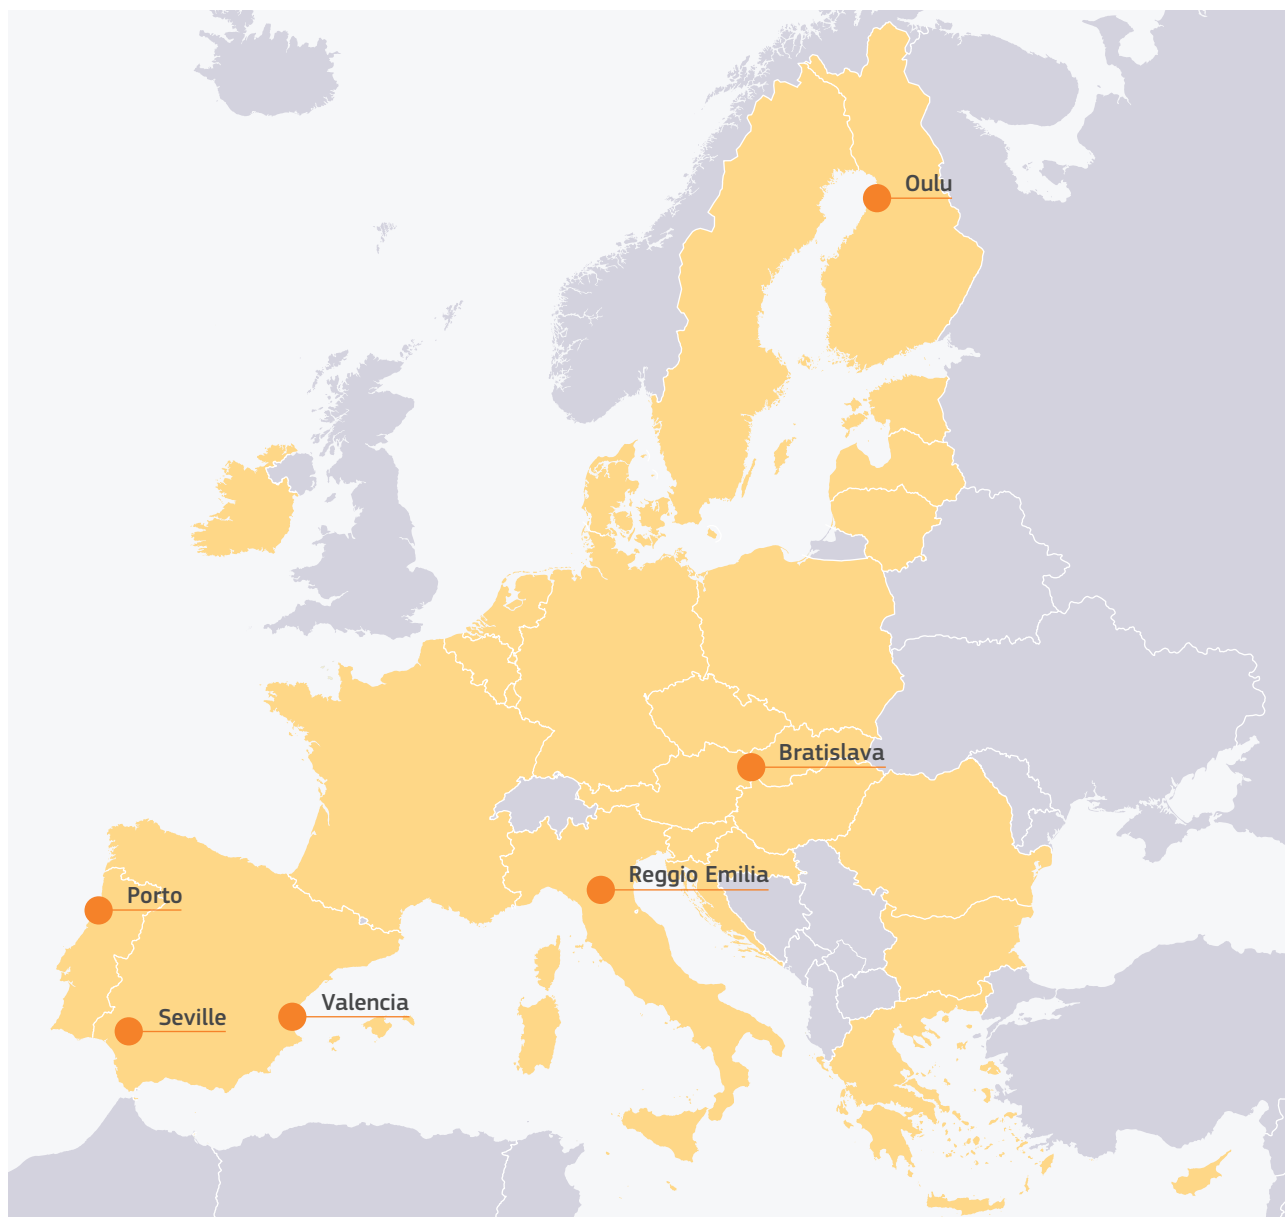 Oulu
Bratislava
Reggio Emilia
Porto
Valencia
Seville